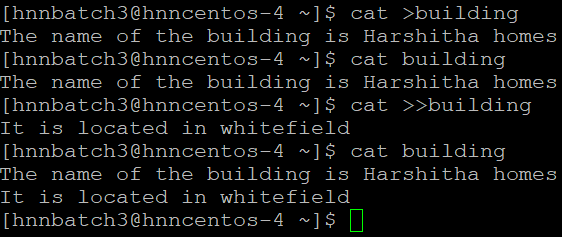 [hnnbatch3@hnncentos-4 ~]$ cat >building
The name of the building is Harshitha homes
[hnnbatch3@hnncentos-4 ~]$ cat building
The name of the building is Harshitha homes
[hnnbatch3@hnncentos-4 ~]$ cat >>building
It is located in whitefield
[hnnbatch3@hnncentos-4 ~]$ cat building
The name of the building is Harshitha homes
It is located in whitefield
[hnnbatch3@hnncentos-4 ~]$